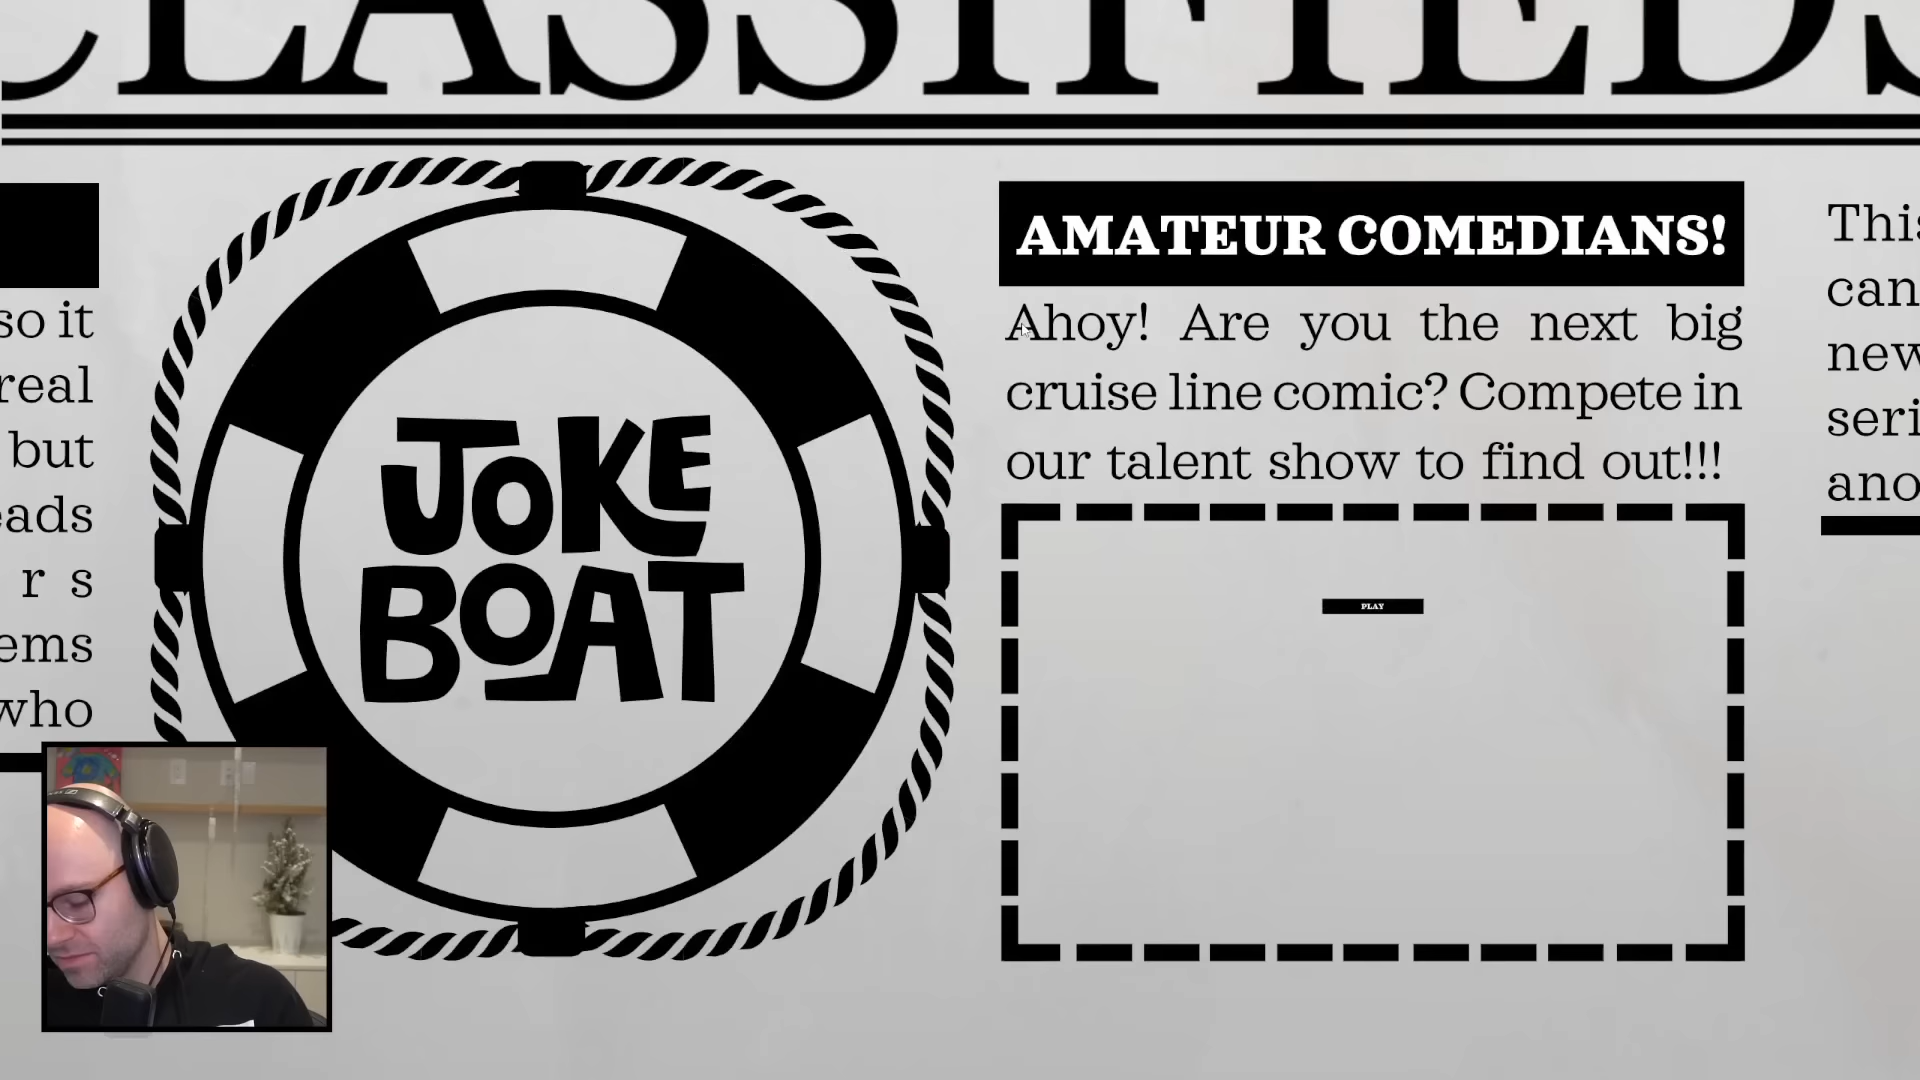 CLASSIFIEDS
so it
real
but
eads
r s
ems
who
JOKE
BOAT
AMATEUR COMEDIANS!
Ahoy! Are you the next big
cruise line comic? Compete in
our talent show to find out!!!
PLAY
This
can
new
seri
ano